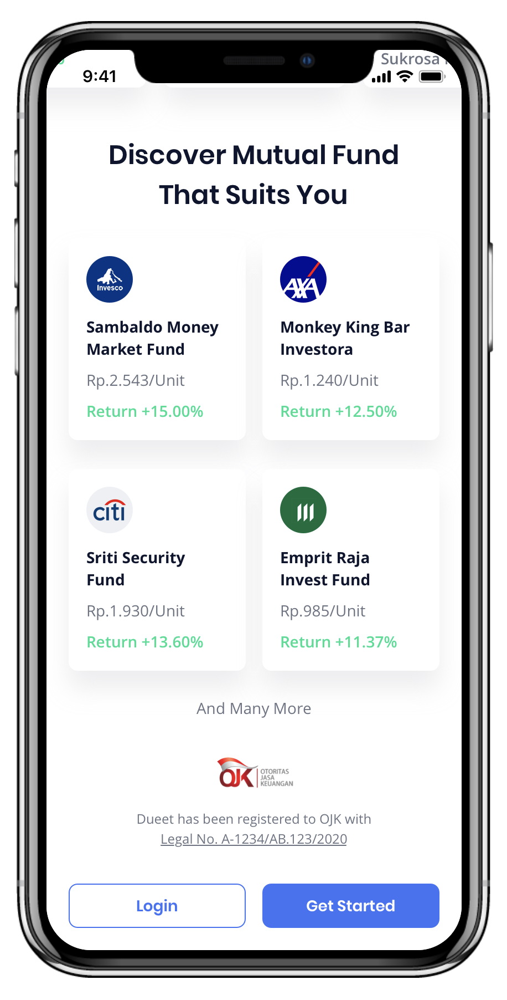 Sukrosa
9:41
Discover Mutual Fund
That Suits You
Invesco
AXA
Sambaldo Money
Market Fund
Rp.2.543/Unit
Return +15.00%
Monkey King Bar
Investora
Rp.1.240/Unit
Return +12.50%
citi
Sriti Security
Fund
Rp.1.930/Unit
Return +13.60%
Emprit Raja
Invest Fund
Rp.985/Unit
Return +11.37%
And Many More
OJK
OTORITAS
JASA
KEUANGAN
Dueet has been registered to OJK with
Legal No. A-1234/AB.123/2020
Login
Get Started